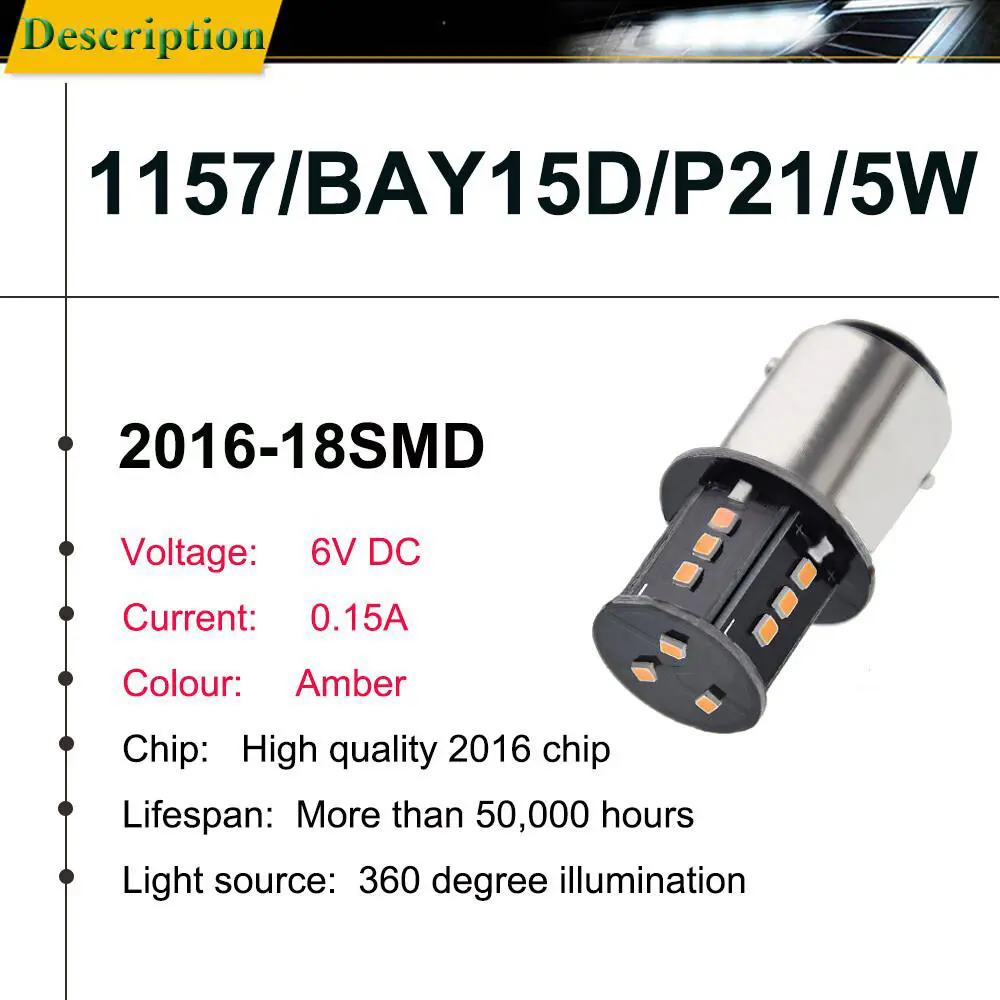 Description
1157/BAY15D/P21/5W
2016-18SMD
Voltage: 6V DC
Current: 0.15A
Colour: Amber
Chip: High quality 2016 chip
Lifespan: More than 50,000 hours
Light source: 360 degree illumination